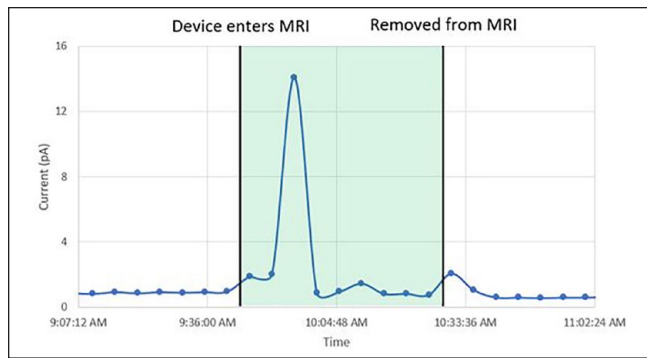 Device enters MRI
Removed from MRI
16
12
8
4
0
Current (pA)
9:07:12 AM
9:36:00 AM
10:04:48 AM
10:33:36 AM
11:02:24 AM
Time